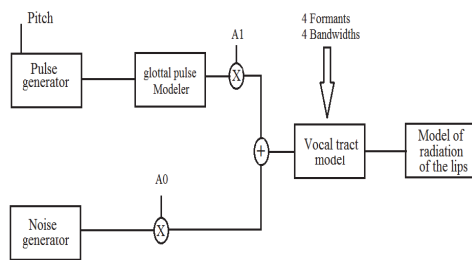 Pitch
Pulse
generator
glottal pulse
Modeler
A1
X
4 Formants
4 Bandwidths
+
Vocal tract
model
Model of
radiation
of the lips
A0
Noise
generator
X